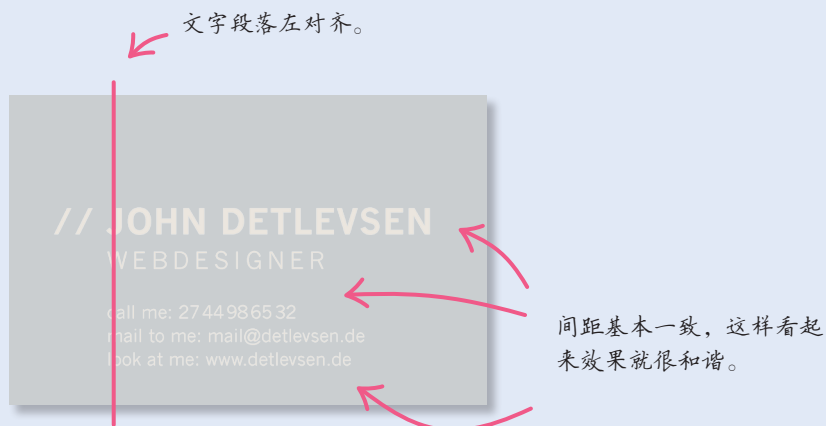 文字段落左对齐。
// JOHN DETLEVSEN
WEBDESIGNER
call me: 2744986532
mail to me: mail@detlevsen.de
look at me: www.detlevsen.de
间距基本一致，这样看起
来效果就很和谐。